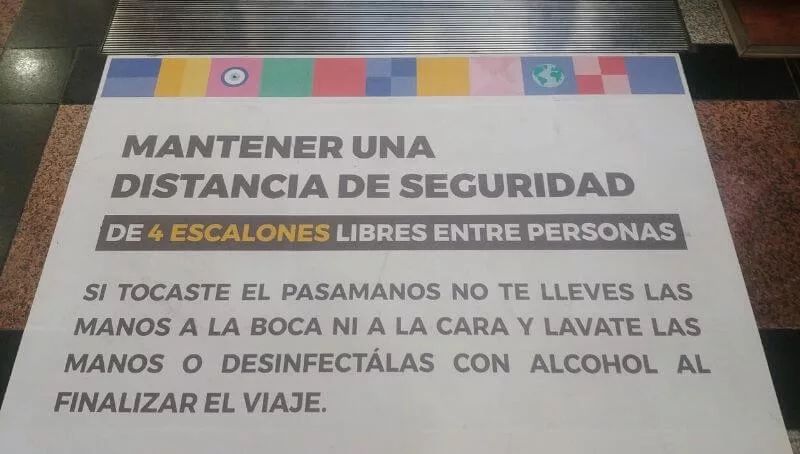 MANTENER UNA
DISTANCIA DE SEGURIDAD
DE 4 ESCALONES LIBRES ENTRE PERSONAS
SI TOCASTE EL PASAMANOS NO TE LLEVES LAS
MANOS A LA BOCA NI A LA CARA Y LAVATE LAS
MANOS O DESINFECTÁLAS CON ALCOHOL AL
FINALIZAR EL VIAJE.